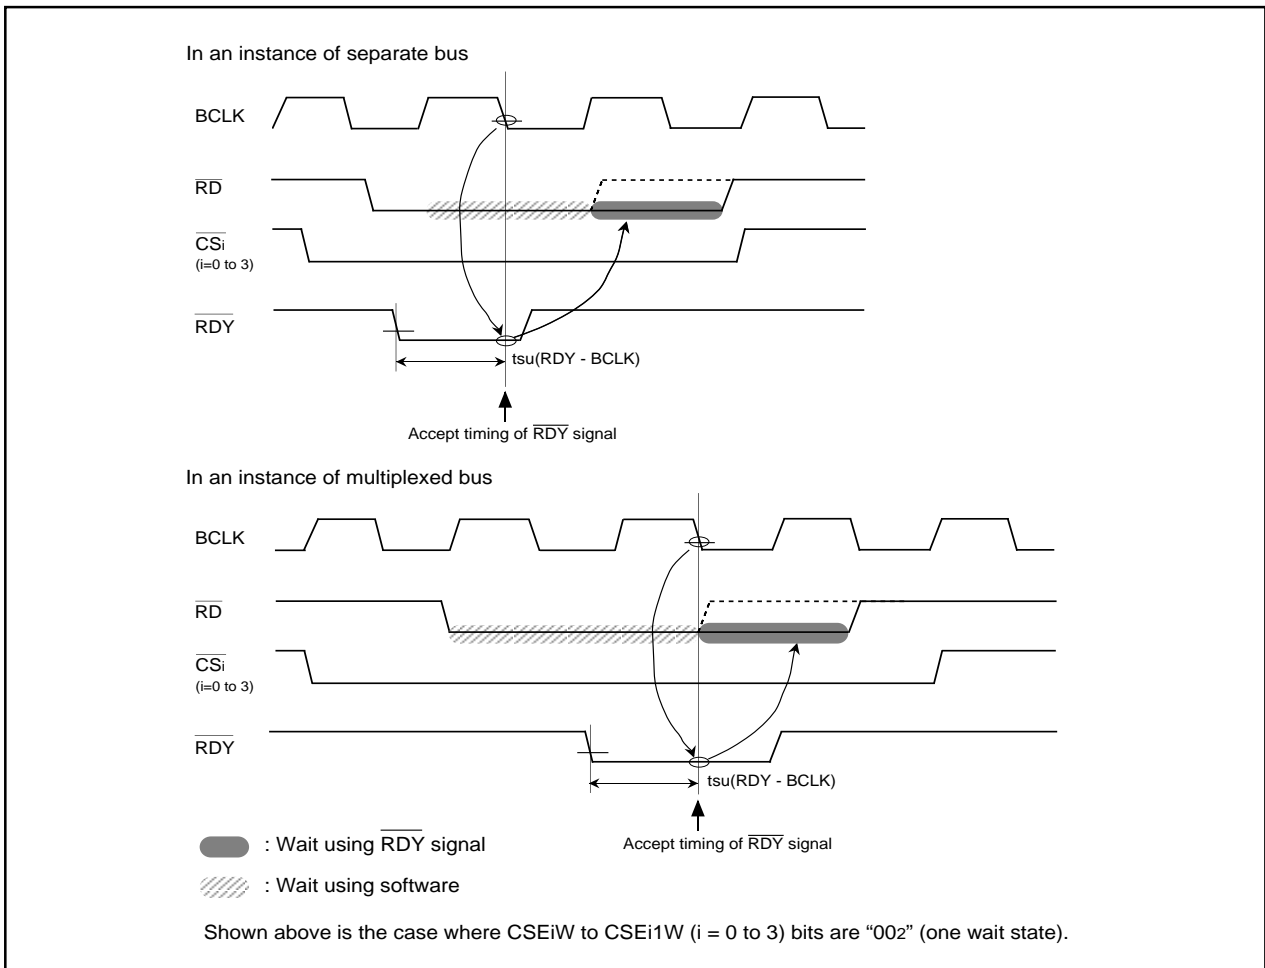 In an instance of separate bus
BCLK
RD
CSi
(i=0 to 3)
RDY
tsu(RDY - BCLK)
Accept timing of RDY signal
In an instance of multiplexed bus
BCLK
RD
CSi
(i=0 to 3)
RDY
tsu(RDY - BCLK)
Accept timing of RDY signal
: Wait using RDY signal
: Wait using software
Shown above is the case where CSEiW to CSEi1W (i = 0 to 3) bits are “002” (one wait state).